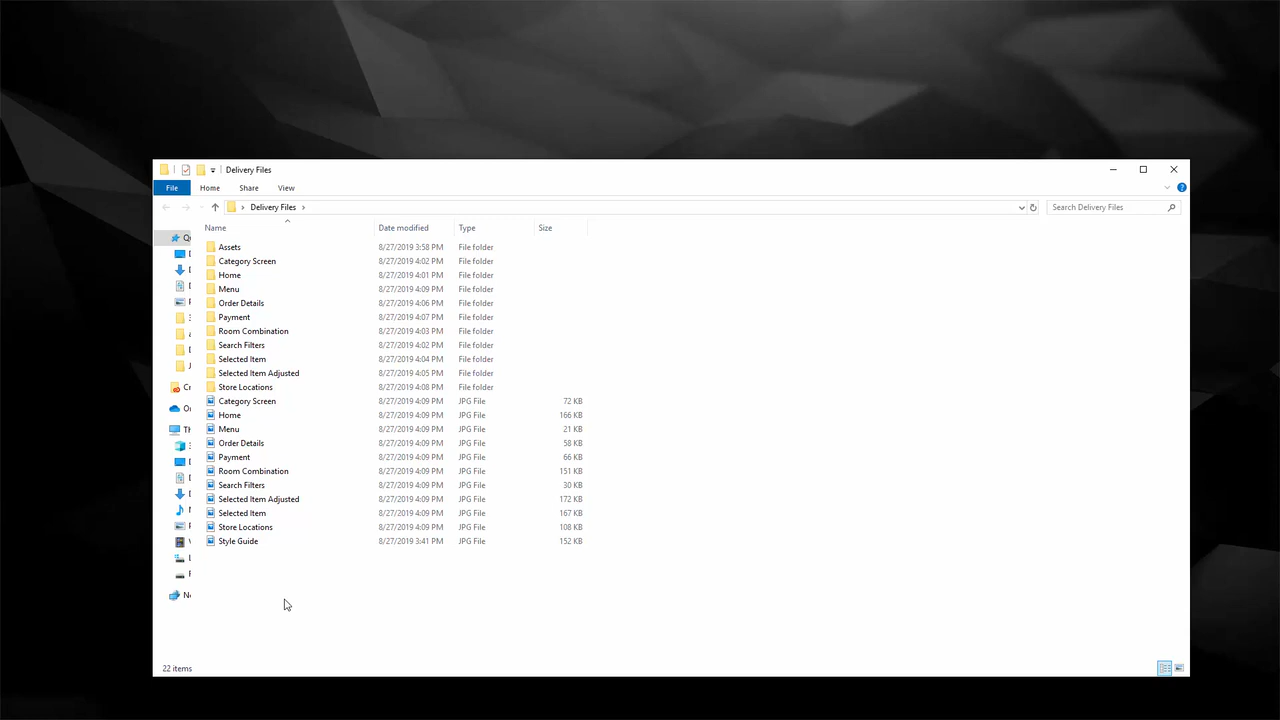 Delivery Files
File Home Share View
Delivery Files Search Delivery Files
Name Date modified Type Size
Assets 8/27/2019 3:58 PM File folder
Category Screen 8/27/2019 4:02 PM File folder
Home 8/27/2019 4:01 PM File folder
Menu 8/27/2019 4:09 PM File folder
Order Details 8/27/2019 4:06 PM File folder
Payment 8/27/2019 4:07 PM File folder
Room Combination 8/27/2019 4:03 PM File folder
Search Filters 8/27/2019 4:02 PM File folder
Selected Item 8/27/2019 4:04 PM File folder
Selected Item Adjusted 8/27/2019 4:05 PM File folder
Store Locations 8/27/2019 4:08 PM File folder
Category Screen 8/27/2019 4:09 PM JPG File 72 KB
Home 8/27/2019 4:09 PM JPG File 166 KB
Menu 8/27/2019 4:09 PM JPG File 21 KB
Order Details 8/27/2019 4:09 PM JPG File 58 KB
Payment 8/27/2019 4:09 PM JPG File 66 KB
Room Combination 8/27/2019 4:09 PM JPG File 151 KB
Search Filters 8/27/2019 4:09 PM JPG File 30 KB
Selected Item Adjusted 8/27/2019 4:09 PM JPG File 172 KB
Selected Item 8/27/2019 4:09 PM JPG File 167 KB
Store Locations 8/27/2019 4:09 PM JPG File 108 KB
Style Guide 8/27/2019 3:41 PM JPG File 152 KB
22 items